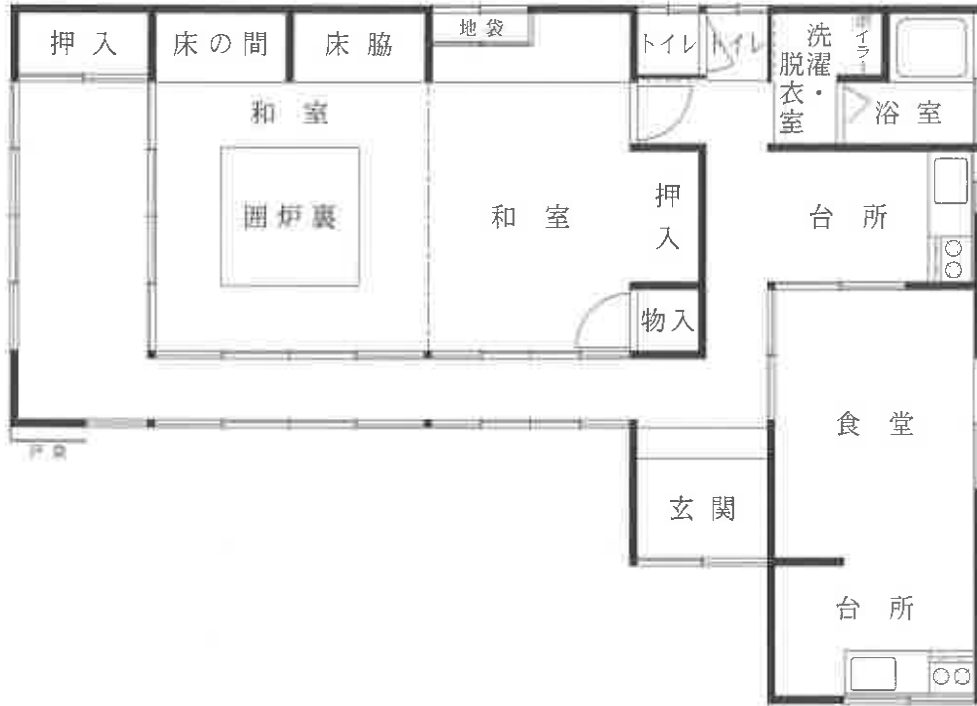 押入
床の間
床脇
地袋
トイレ
トイレ
洗濯・
脱衣室
ボイラー
浴室
和室
囲炉裏
和室
押入
物入
台所
食堂
玄関
台所